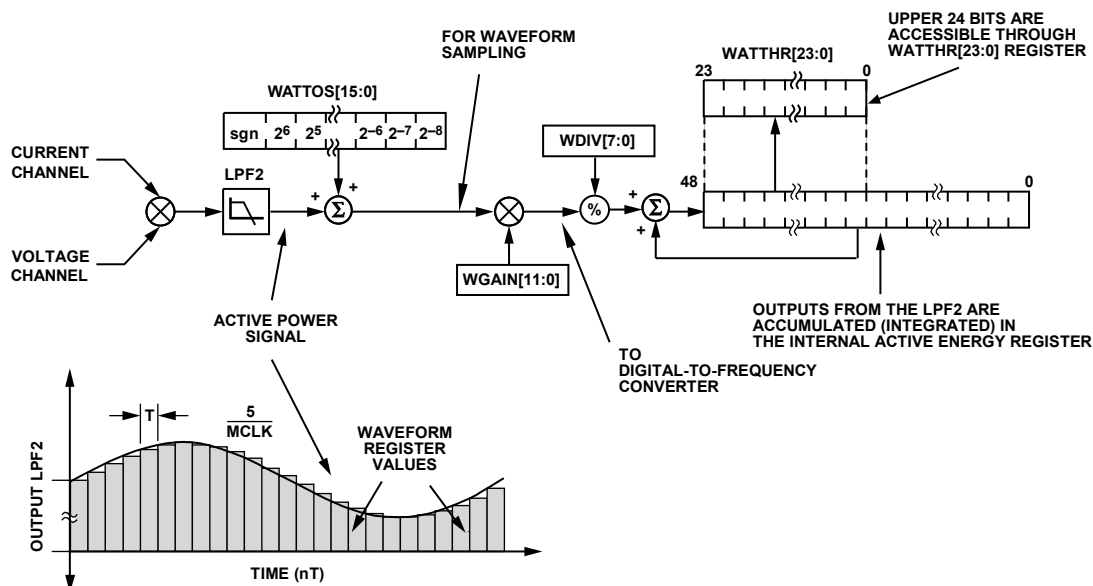 FOR WAVEFORM
SAMPLING
UPPER 24 BITS ARE
ACCESSIBLE THROUGH
WATTHR[23:0] REGISTER
WATTHR[23:0]
23
0
WATTOS[15:0]
sgn 2⁶ 2⁵ 2⁻⁶ 2⁻⁷ 2⁻⁸
WDIV[7:0]
CURRENT
CHANNEL
LPF2
48
0
+ +
Σ
%
+
Σ
+
VOLTAGE
CHANNEL
WGAIN[11:0]
ACTIVE POWER
SIGNAL
OUTPUTS FROM THE LPF2 ARE
ACCUMULATED (INTEGRATED) IN
THE INTERNAL ACTIVE ENERGY REGISTER
TO
DIGITAL-TO-FREQUENCY
CONVERTER
T
5
MCLK
WAVEFORM
REGISTER
VALUES
OUTPUT LPF2
TIME (nT)